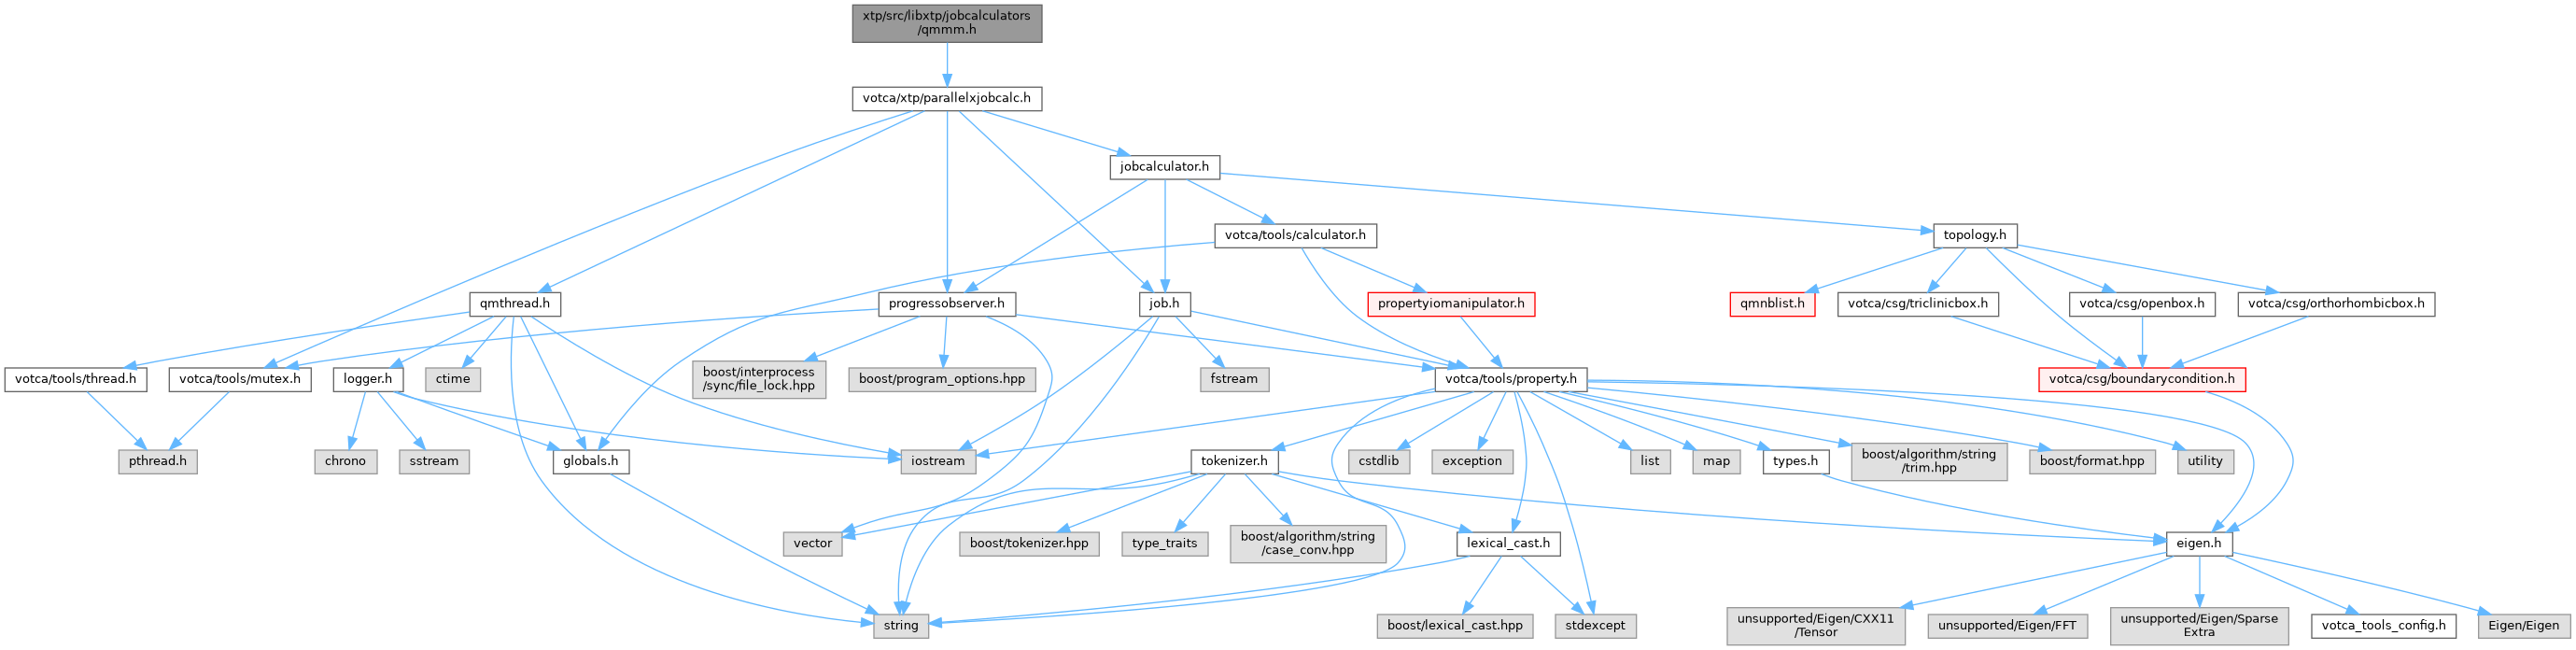 xtp/src/libxtp/jobcalculators
/qmmm.h
votca/xtp/parallelxjobcalc.h
jobcalculator.h
votca/tools/calculator.h
topology.h
qmthread.h
progressobserver.h
job.h
propertyiomanipulator.h
qmnblist.h
votca/csg/triclinicbox.h
votca/csg/openbox.h
votca/csg/orthorhombicbox.h
votca/tools/thread.h
votca/tools/mutex.h
logger.h
ctime
boost/interprocess
/sync/file_lock.hpp
boost/program_options.hpp
fstream
votca/tools/property.h
votca/csg/boundarycondition.h
pthread.h
chrono
sstream
globals.h
iostream
tokenizer.h
cstdlib
exception
list
map
types.h
boost/algorithm/string
/trim.hpp
boost/format.hpp
utility
vector
boost/tokenizer.hpp
type_traits
boost/algorithm/string
/case_conv.hpp
lexical_cast.h
eigen.h
string
boost/lexical_cast.hpp
stdexcept
unsupported/Eigen/CXX11
/Tensor
unsupported/Eigen/FFT
unsupported/Eigen/Sparse
Extra
votca_tools_config.h
Eigen/Eigen